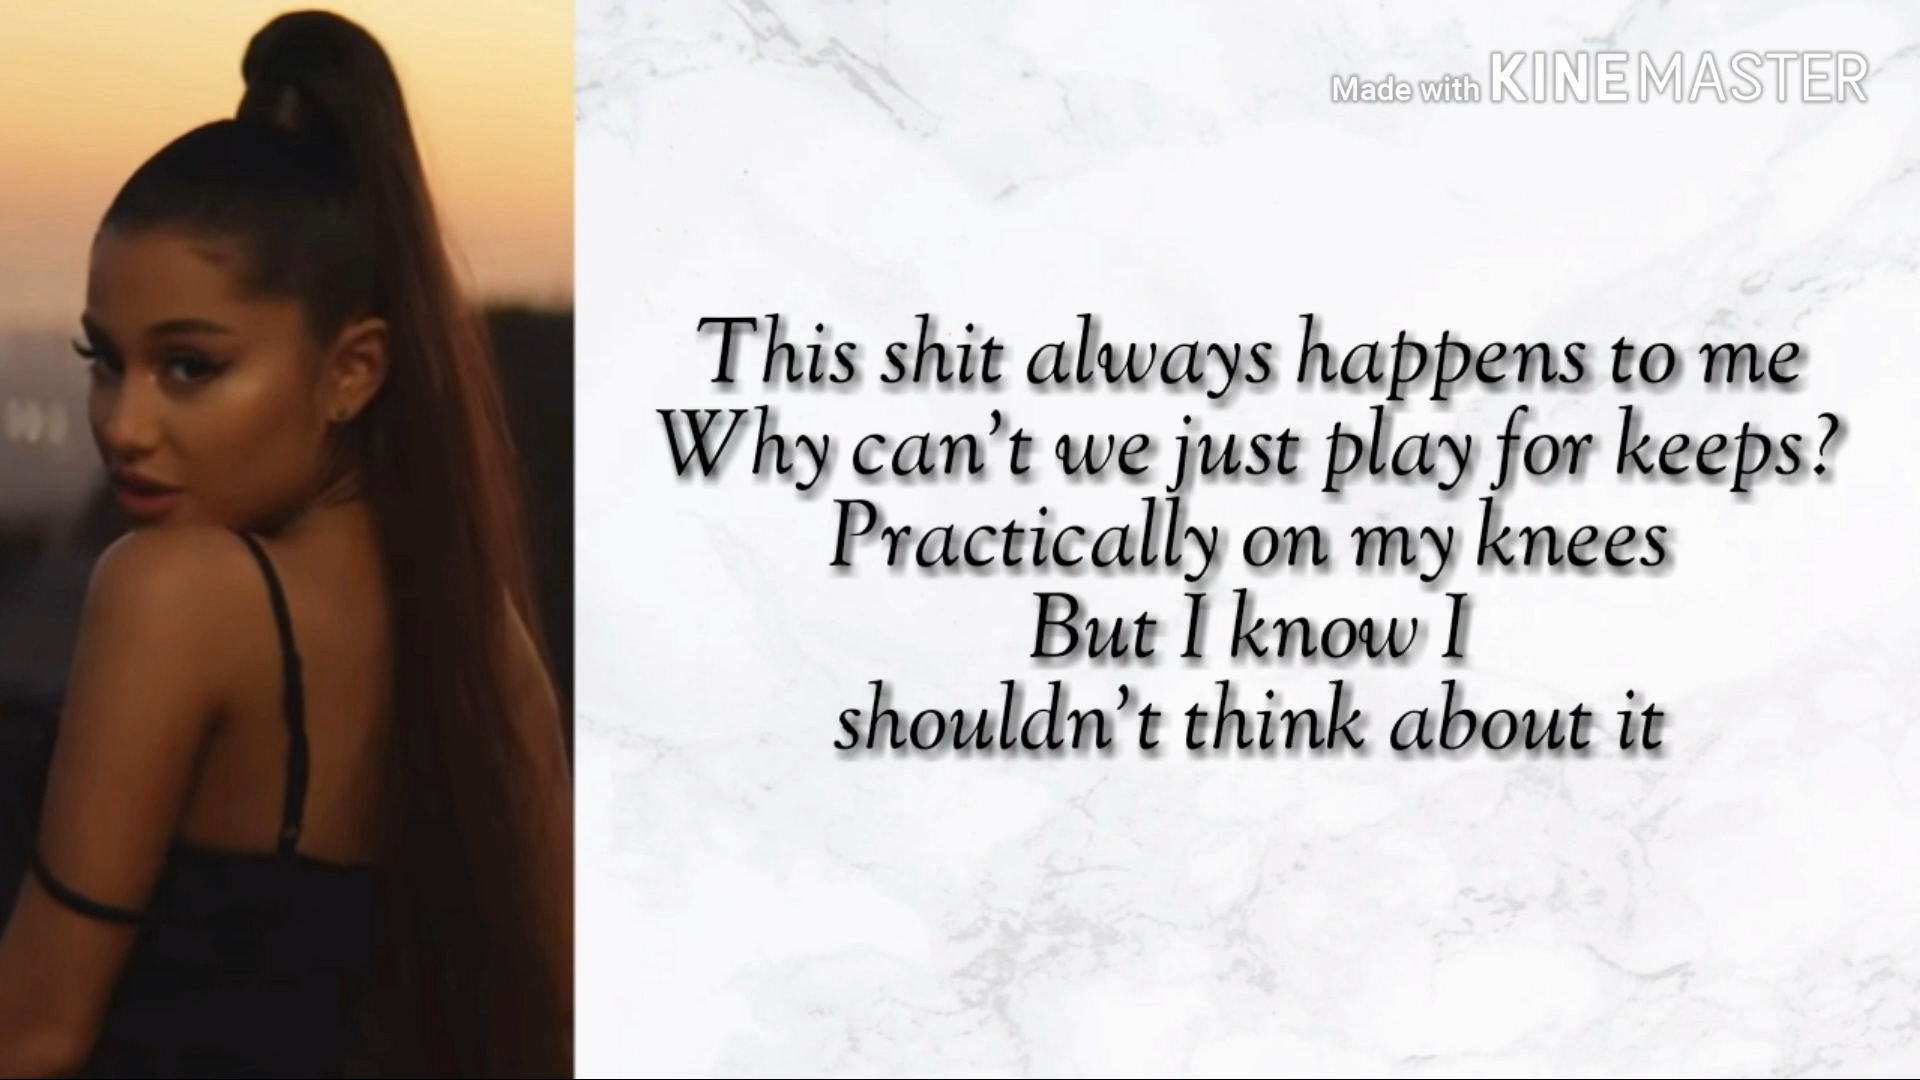 Made with KINEMASTER
This shit always happens to me
Why can't we just play for keeps?
Practically on my knees
But I know I
shouldn't think about it